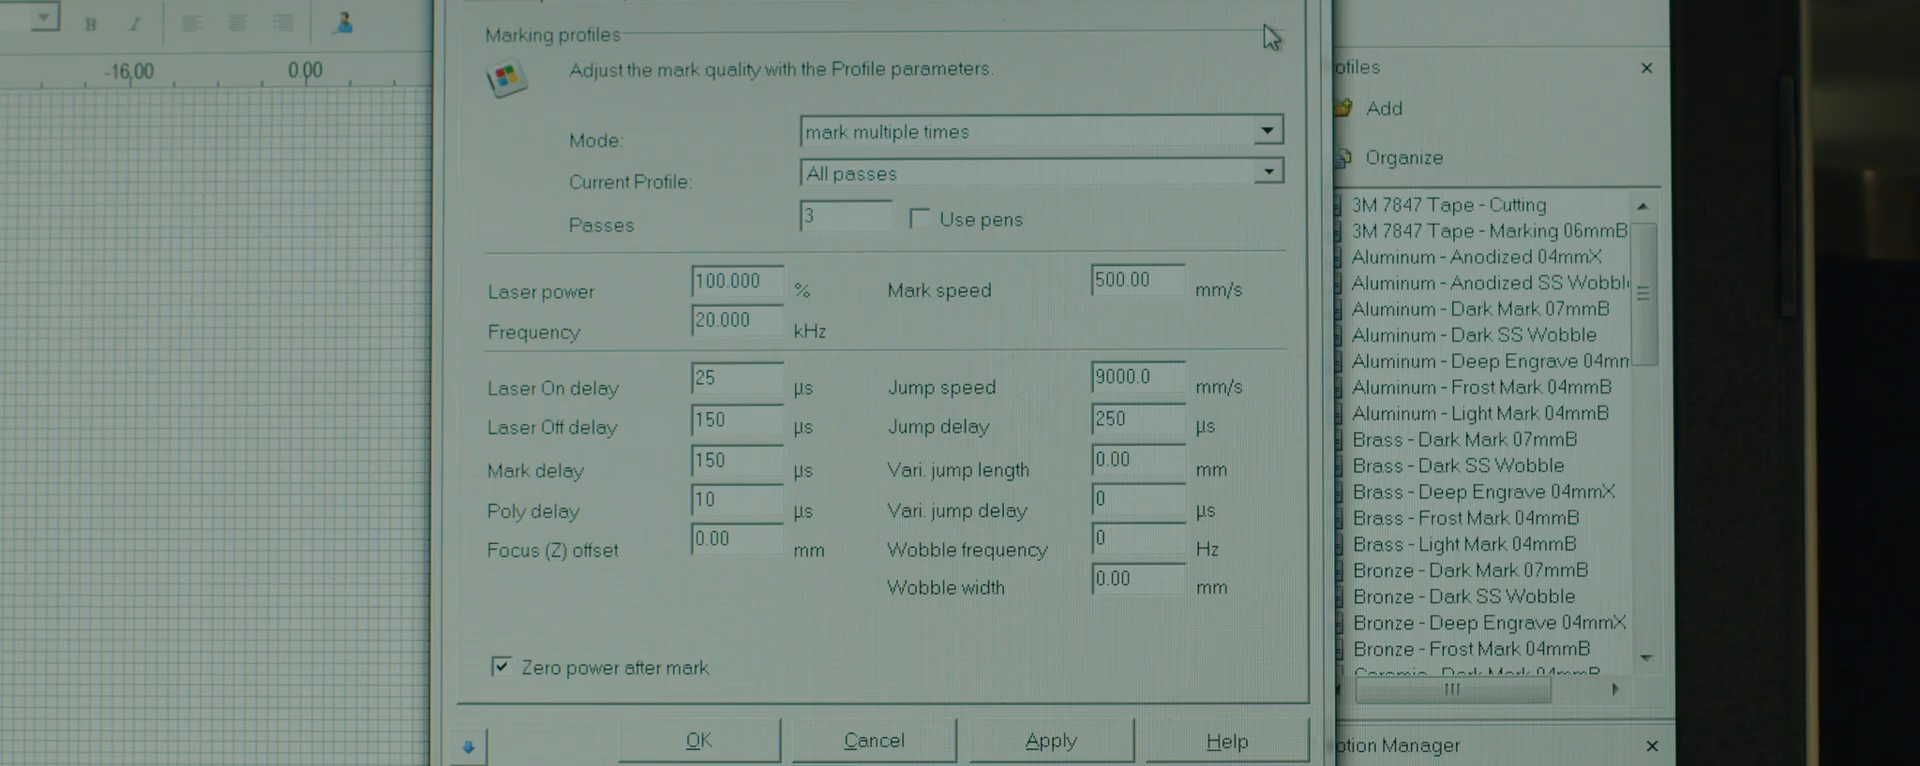 B I
-16.00 0.00
Marking profiles
Adjust the mark quality with the Profile parameters.
Mode: mark multiple times
Current Profile: All passes
Passes 3 Use pens
Laser power 100.000 % Mark speed 500.00 mm/s
Frequency 20.000 kHz
Laser On delay 25 µs Jump speed 9000.0 mm/s
Laser Off delay 150 µs Jump delay 250 µs
Mark delay 150 µs Vari. jump length 0.00 mm
Poly delay 10 µs Vari. jump delay 0 µs
Focus (Z) offset 0.00 mm Wobble frequency 0 Hz
Wobble width 0.00 mm
Zero power after mark
OK Cancel Apply Help
ofiles
Add
Organize
3M 7847 Tape - Cutting
3M 7847 Tape - Marking 06mmB
Aluminum - Anodized 04mmX
Aluminum - Anodized SS Wobbl
Aluminum - Dark Mark 07mmB
Aluminum - Dark SS Wobble
Aluminum - Deep Engrave 04mm
Aluminum - Frost Mark 04mmB
Aluminum - Light Mark 04mmB
Brass - Dark Mark 07mmB
Brass - Dark SS Wobble
Brass - Deep Engrave 04mmX
Brass - Frost Mark 04mmB
Brass - Light Mark 04mmB
Bronze - Dark Mark 07mmB
Bronze - Dark SS Wobble
Bronze - Deep Engrave 04mmX
Bronze - Frost Mark 04mmB
Ceramic - Dark Mark 04mmB
otion Manager